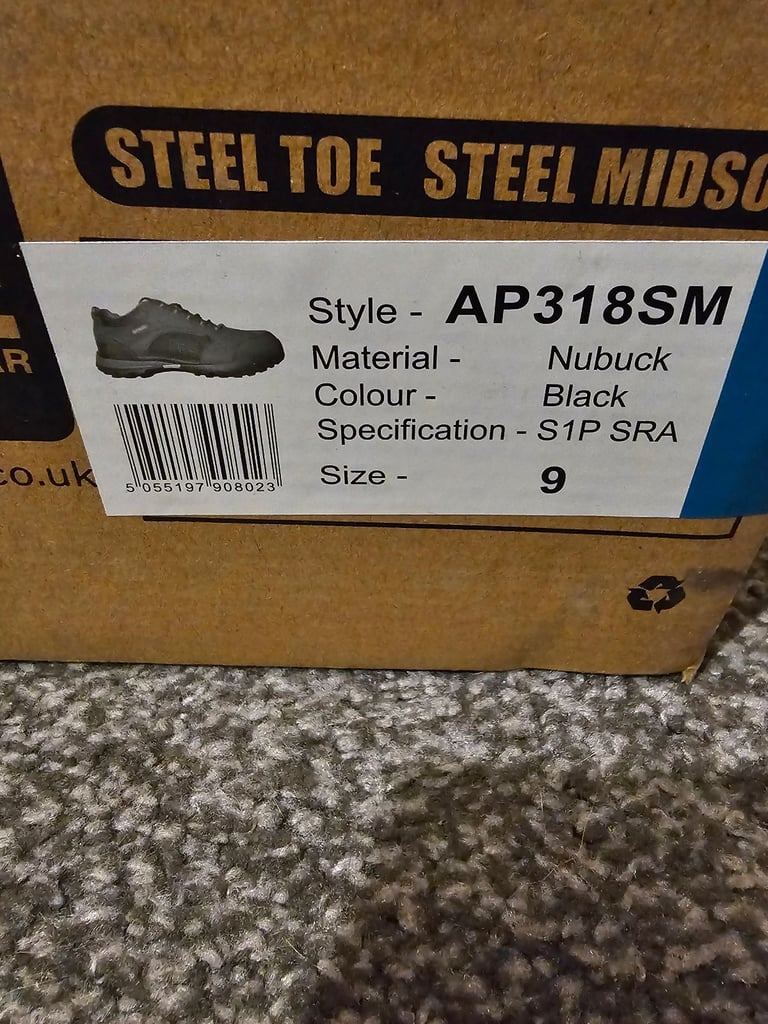 STEEL TOE STEEL MIDSO
Style - AP318SM
Material - Nubuck
Colour - Black
Specification - S1P SRA
Size - 9
5 055197 908023
AR
co.uk